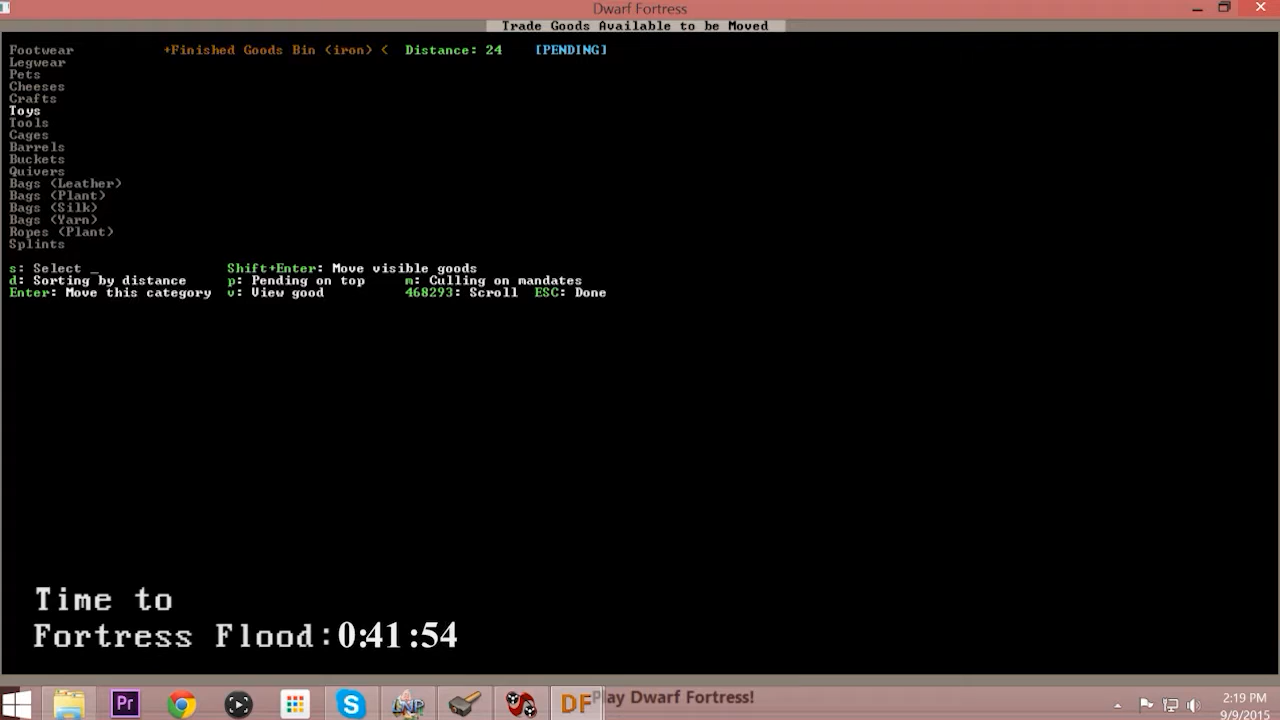 Dwarf Fortress
Trade Goods Available to be Moved
Footwear +Finished Goods Bin (iron) < Distance: 24 [PENDING]
Legwear
Pets
Cheeses
Crafts
Toys
Tools
Cages
Barrels
Buckets
Quivers
Bags (Leather)
Bags (Plant)
Bags (Silk)
Bags (Yarn)
Ropes (Plant)
Splints
s: Select _ Shift+Enter: Move visible goods
d: Sorting by distance p: Pending on top m: Culling on mandates
Enter: Move this category v: View good 468293: Scroll ESC: Done
Time to
Fortress Flood:0:41:54
Pr
LNP
DF
Play Dwarf Fortress!
2:19 PM
9/9/2015